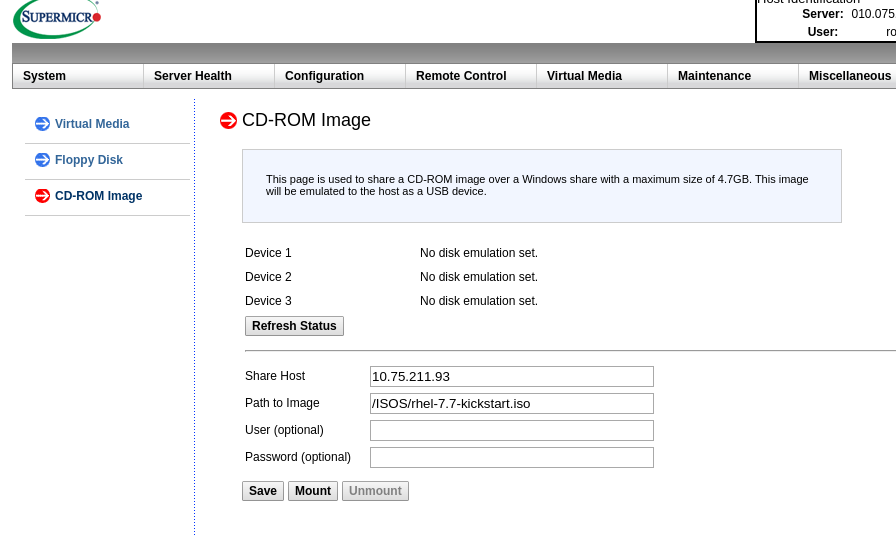 SUPERMICRO
Host Identification
Server: 010.075
User: ro
System Server Health Configuration Remote Control Virtual Media Maintenance Miscellaneous
Virtual Media
Floppy Disk
CD-ROM Image
CD-ROM Image
This page is used to share a CD-ROM image over a Windows share with a maximum size of 4.7GB. This image
will be emulated to the host as a USB device.
Device 1 No disk emulation set.
Device 2 No disk emulation set.
Device 3 No disk emulation set.
Refresh Status
Share Host 10.75.211.93
Path to Image /ISOS/rhel-7.7-kickstart.iso
User (optional)
Password (optional)
Save Mount Unmount